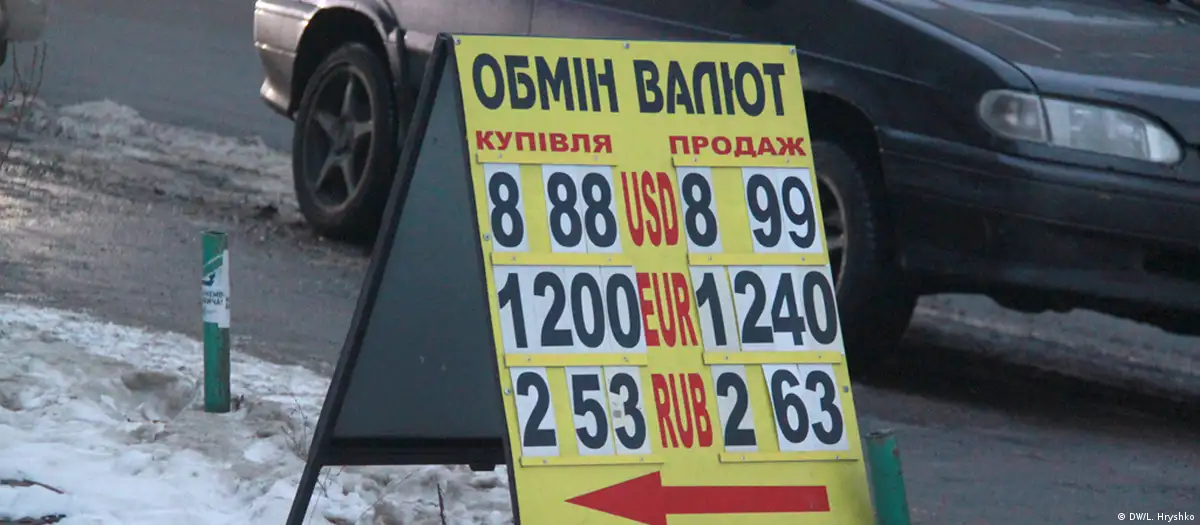 ОБМІН ВАЛЮТ
КУПІВЛЯ ПРОДАЖ
8 88 USD 8 99
1200 EUR 1240
2 53 RUB 2 63
© DW/L. Hryshko